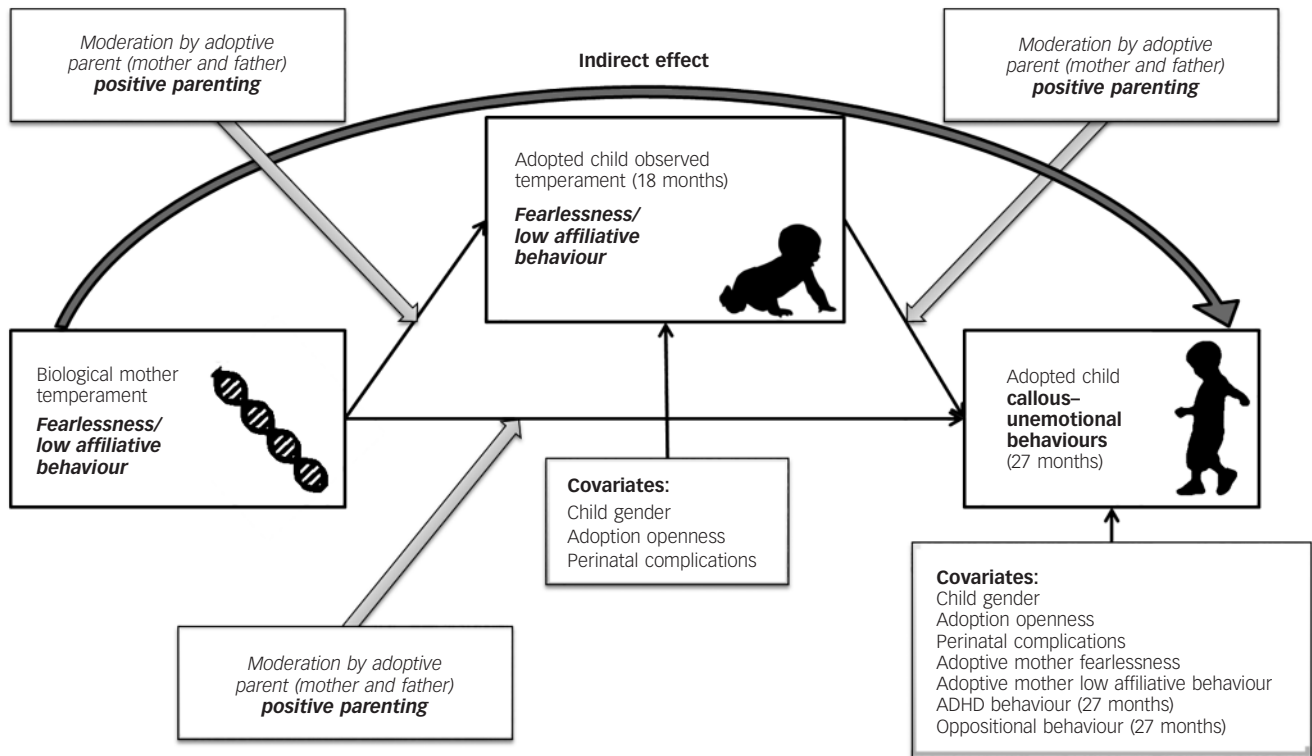 Moderation by adoptive
parent (mother and father)
positive parenting
Indirect effect
Moderation by adoptive
parent (mother and father)
positive parenting
Adopted child observed
temperament (18 months)
Fearlessness/
low affiliative
behaviour
Biological mother
temperament
Fearlessness/
low affiliative
behaviour
Adopted child
callous–
unemotional
behaviours
(27 months)
Covariates:
Child gender
Adoption openness
Perinatal complications
Moderation by adoptive
parent (mother and father)
positive parenting
Covariates:
Child gender
Adoption openness
Perinatal complications
Adoptive mother fearlessness
Adoptive mother low affiliative behaviour
ADHD behaviour (27 months)
Oppositional behaviour (27 months)